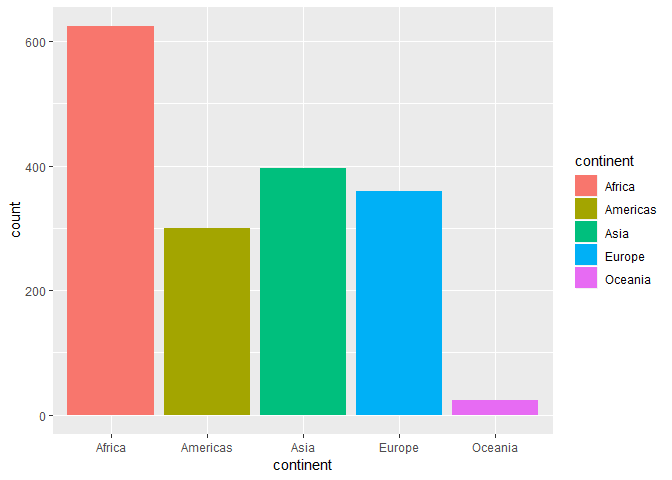 600
400
200
0
count
Africa Americas Asia Europe Oceania
continent
continent
Africa
Americas
Asia
Europe
Oceania